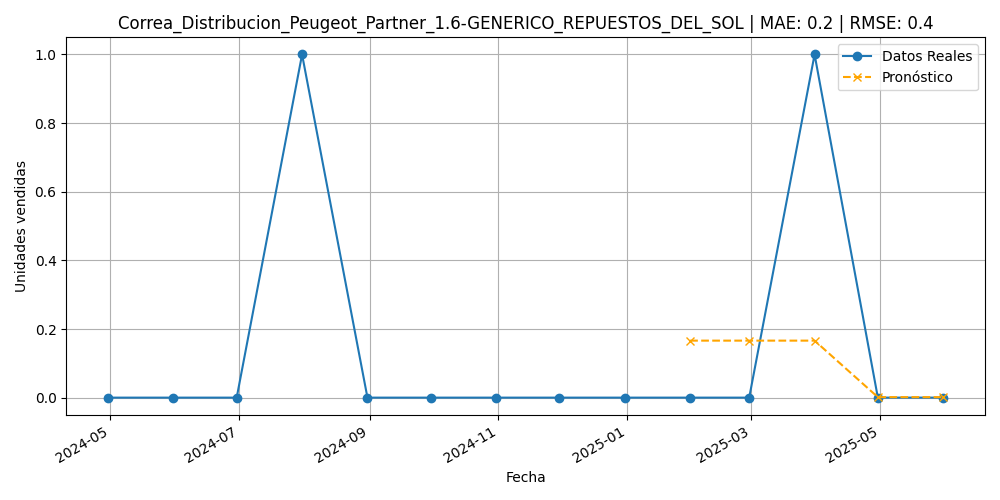 Correa_Distribucion_Peugeot_Partner_1.6-GENERICO_REPUESTOS_DEL_SOL | MAE: 0.2 | RMSE: 0.4
Datos Reales
Pronóstico
Unidades vendidas
1.0
0.8
0.6
0.4
0.2
0.0
2024-05
2024-07
2024-09
2024-11
2025-01
2025-03
2025-05
Fecha